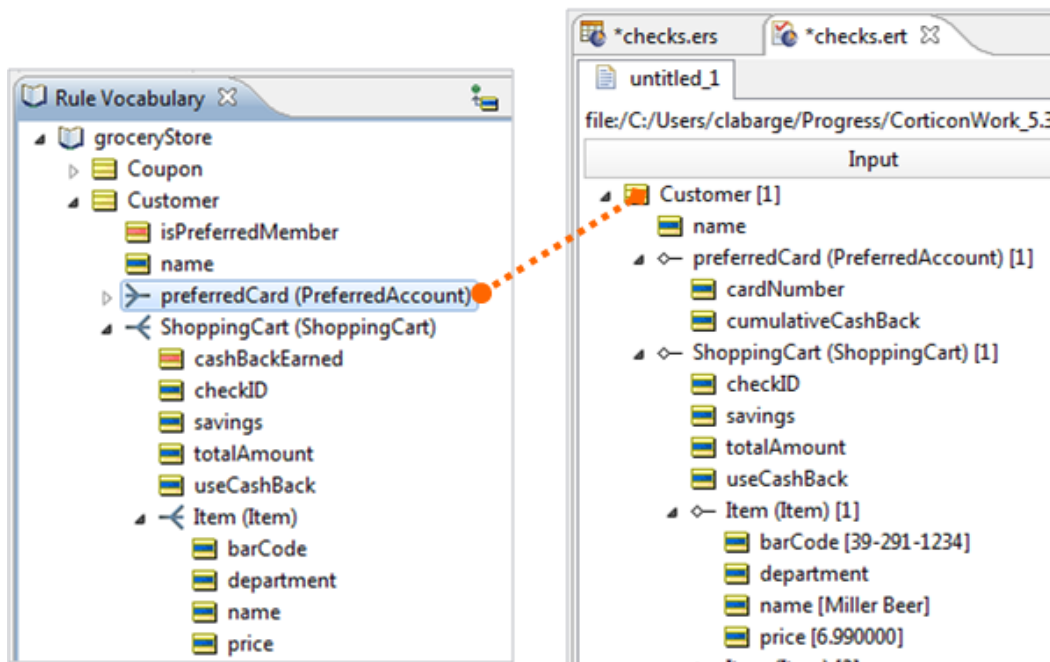 Rule Vocabulary
groceryStore
Coupon
Customer
isPreferredMember
name
preferredCard (PreferredAccount)
ShoppingCart (ShoppingCart)
cashBackEarned
checkID
savings
totalAmount
useCashBack
Item (Item)
barCode
department
name
price
*checks.ers
*checks.ert
untitled_1
file:/C:/Users/clabarge/Progress/CorticonWork_5.3
Input
Customer [1]
name
preferredCard (PreferredAccount) [1]
cardNumber
cumulativeCashBack
ShoppingCart (ShoppingCart) [1]
checkID
savings
totalAmount
useCashBack
Item (Item) [1]
barCode [39-291-1234]
department
name [Miller Beer]
price [6.990000]